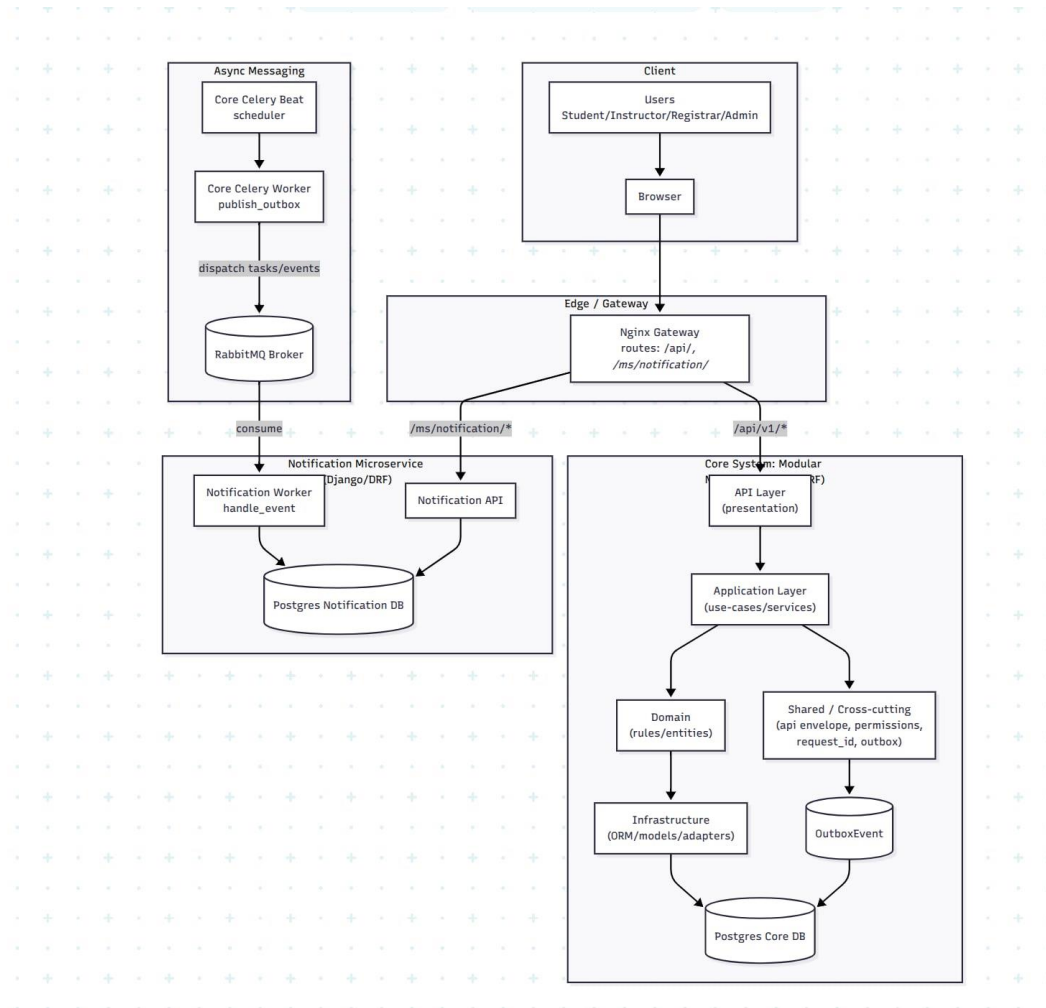 Async Messaging
Core Celery Beat
scheduler
Core Celery Worker
publish_outbox
dispatch tasks/events
RabbitMQ Broker
consume
Client
Users
Student/Instructor/Registrar/Admin
Browser
Edge / Gateway
Nginx Gateway
routes: /api/,
/ms/notification/
/ms/notification/*
/api/v1/*
Notification Microservice
(Django/DRF)
Notification Worker
handle_event
Notification API
Postgres Notification DB
Core System: Modular
API Layer
(presentation)
Application Layer
(use-cases/services)
Domain
(rules/entities)
Shared / Cross-cutting
(api envelope, permissions,
request_id, outbox)
Infrastructure
(ORM/models/adapters)
OutboxEvent
Postgres Core DB